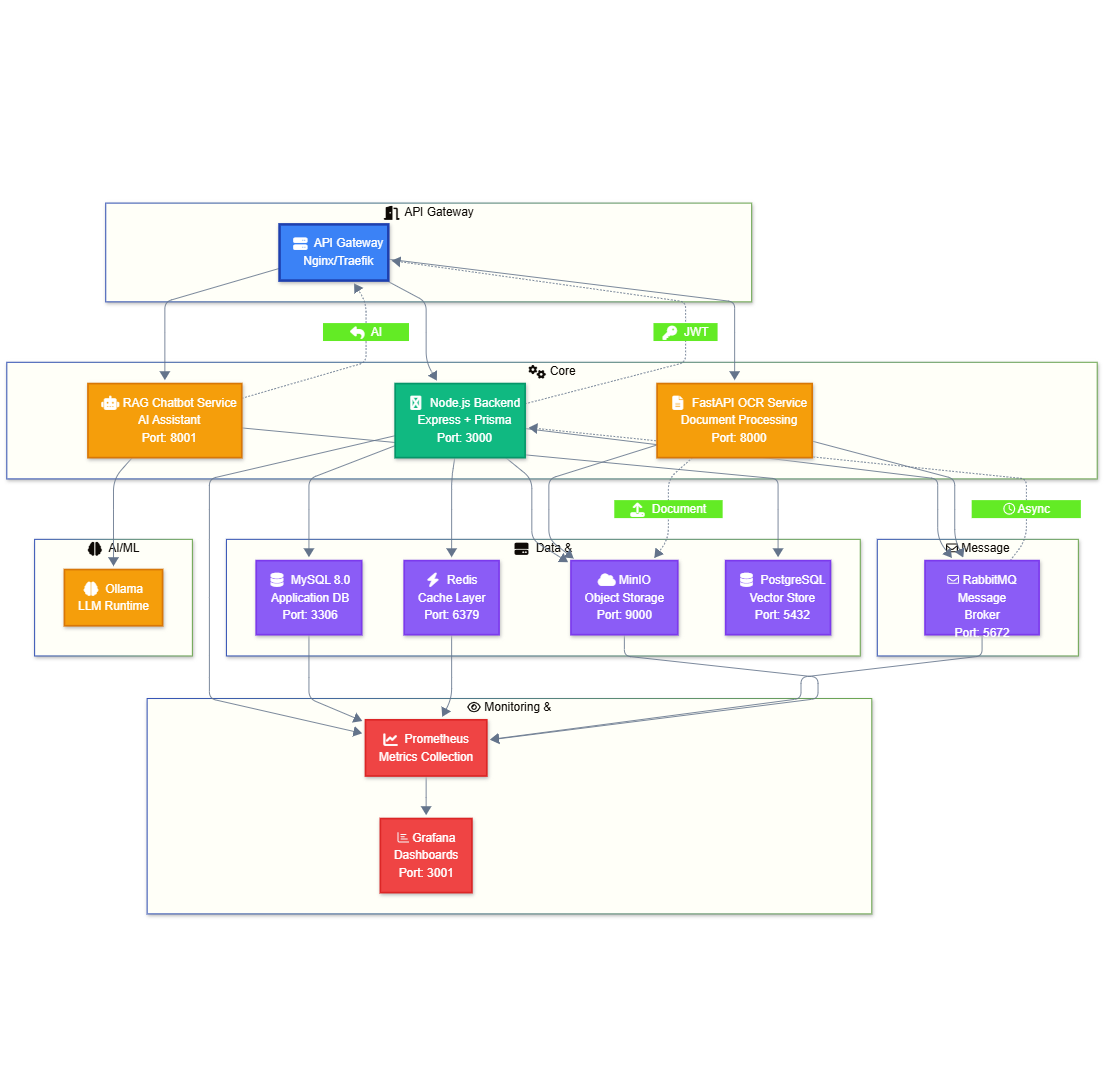 API Gateway
API Gateway
Nginx/Traefik
AI
JWT
Core
RAG Chatbot Service
AI Assistant
Port: 8001
Node.js Backend
Express + Prisma
Port: 3000
FastAPI OCR Service
Document Processing
Port: 8000
Document
Async
AI/ML
Ollama
LLM Runtime
Data &
MySQL 8.0
Application DB
Port: 3306
Redis
Cache Layer
Port: 6379
MinIO
Object Storage
Port: 9000
PostgreSQL
Vector Store
Port: 5432
Message
RabbitMQ
Message
Broker
Port: 5672
Monitoring &
Prometheus
Metrics Collection
Grafana
Dashboards
Port: 3001